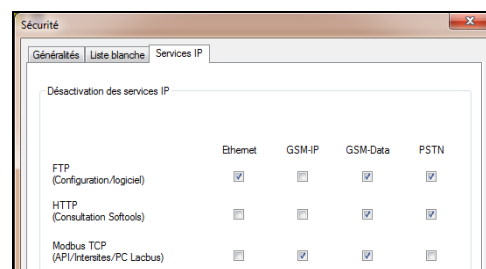 Sécurité
Généralités Liste blanche Services IP
Désactivation des services IP
Ethernet GSM-IP GSM-Data PSTN
FTP
(Configuration/logiciel)
HTTP
(Consultation Softools)
Modbus TCP
(API/Intersites/PC Lacbus)